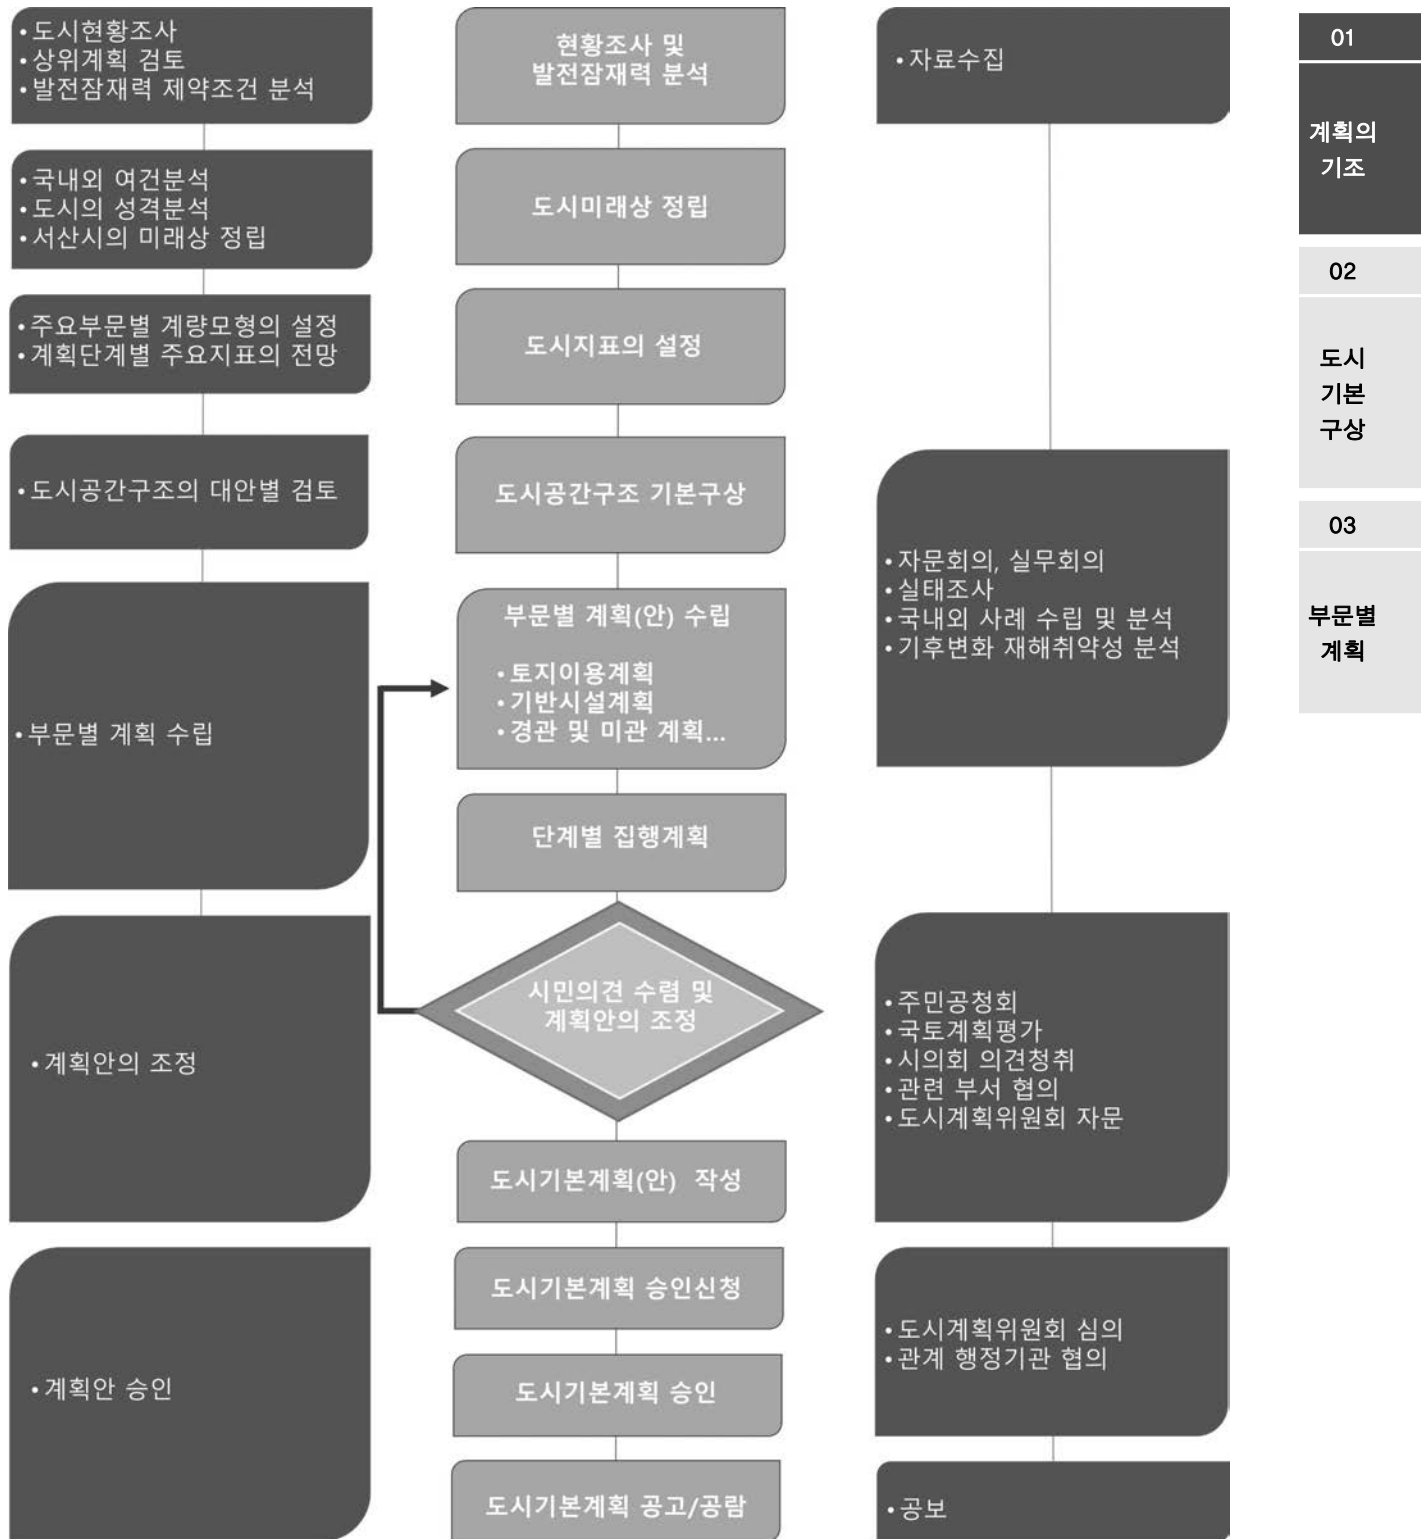 • 도시현황조사
• 상위계획 검토
• 발전잠재력 제약조건 분석
• 국내외 여건분석
• 도시의 성격분석
• 서산시의 미래상 정립
• 주요부문별 계량모형의 설정
• 계획단계별 주요지표의 전망
• 도시공간구조의 대안별 검토
• 부문별 계획 수립
• 계획안의 조정
• 계획안 승인
현황조사 및
발전잠재력 분석
도시미래상 정립
도시지표의 설정
도시공간구조 기본구상
부문별 계획(안) 수립
• 토지이용계획
• 기반시설계획
• 경관 및 미관 계획...
단계별 집행계획
시민의견 수렴 및
계획안의 조정
도시기본계획(안) 작성
도시기본계획 승인신청
도시기본계획 승인
도시기본계획 공고/공람
• 자료수집
• 자문회의, 실무회의
• 실태조사
• 국내외 사례 수립 및 분석
• 기후변화 재해취약성 분석
• 주민공청회
• 국토계획평가
• 시의회 의견청취
• 관련 부서 협의
• 도시계획위원회 자문
• 도시계획위원회 심의
• 관계 행정기관 협의
• 공보
01
계획의
기조
02
도시
기본
구상
03
부문별
계획